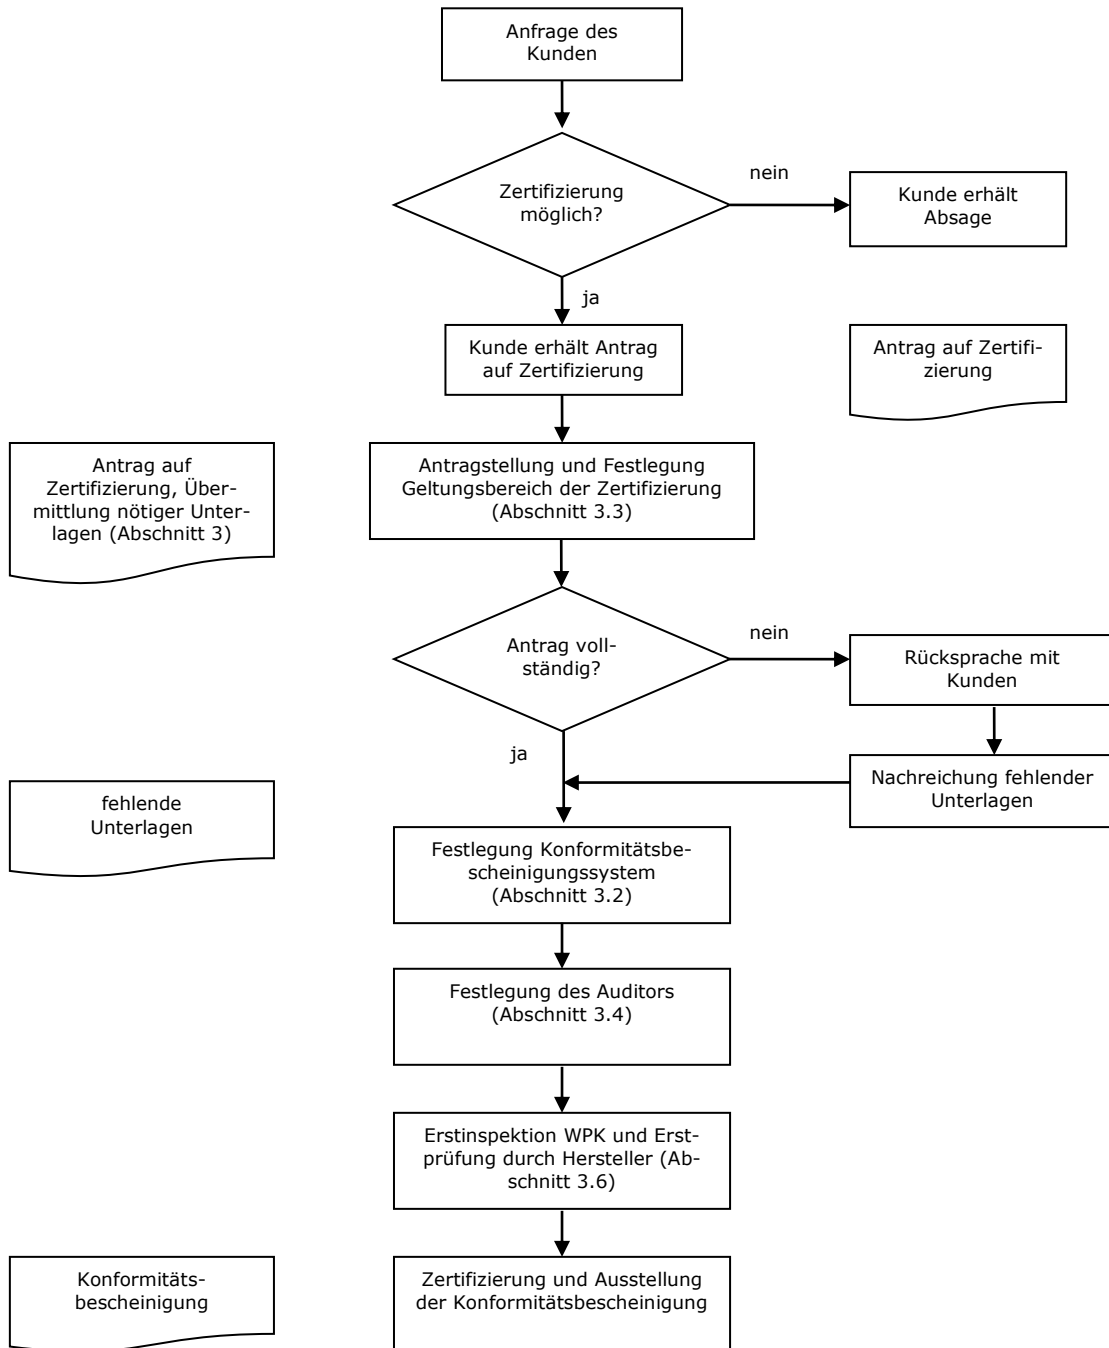 Anfrage des
Kunden
Zertifizierung
möglich?
nein
Kunde erhält
Absage
ja
Kunde erhält Antrag
auf Zertifizierung
Antrag auf Zertifi-
zierung
Antrag auf
Zertifizierung, Über-
mittlung nötiger Unter-
lagen (Abschnitt 3)
Antragstellung und Festlegung
Geltungsbereich der Zertifizierung
(Abschnitt 3.3)
Antrag voll-
ständig?
nein
Rücksprache mit
Kunden
ja
Nachreichung fehlender
Unterlagen
fehlende
Unterlagen
Festlegung Konformitätsbe-
scheinigungssystem
(Abschnitt 3.2)
Festlegung des Auditors
(Abschnitt 3.4)
Erstinspektion WPK und Erst-
prüfung durch Hersteller (Ab-
schnitt 3.6)
Konformitäts-
bescheinigung
Zertifizierung und Ausstellung
der Konformitätsbescheinigung